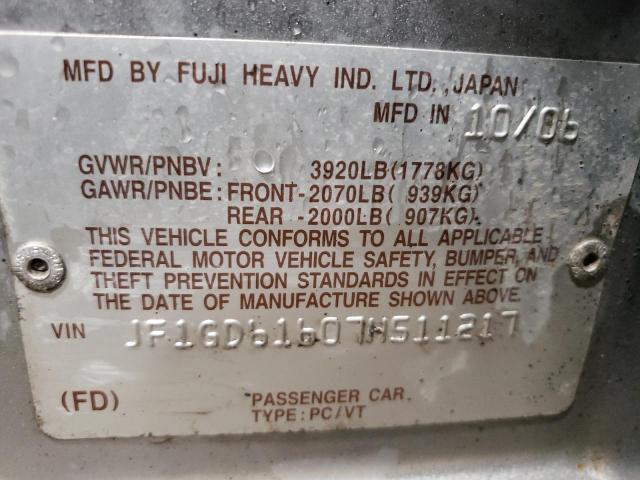 MFD BY FUJI HEAVY IND. LTD., JAPAN
MFD IN 10/06
GVWR/PNBV: 3920LB(1778KG)
GAWR/PNBE: FRONT-2070LB( 939KG)
REAR -2000LB( 907KG).
THIS VEHICLE CONFORMS TO ALL APPLICABLE
FEDERAL MOTOR VEHICLE SAFETY, BUMPER, AND
THEFT PREVENTION STANDARDS IN EFFECT ON
THE DATE OF MANUFACTURE SHOWN ABOVE.
VIN JF1GD61607H511217
(FD) PASSENGER CAR
TYPE: PC/VT